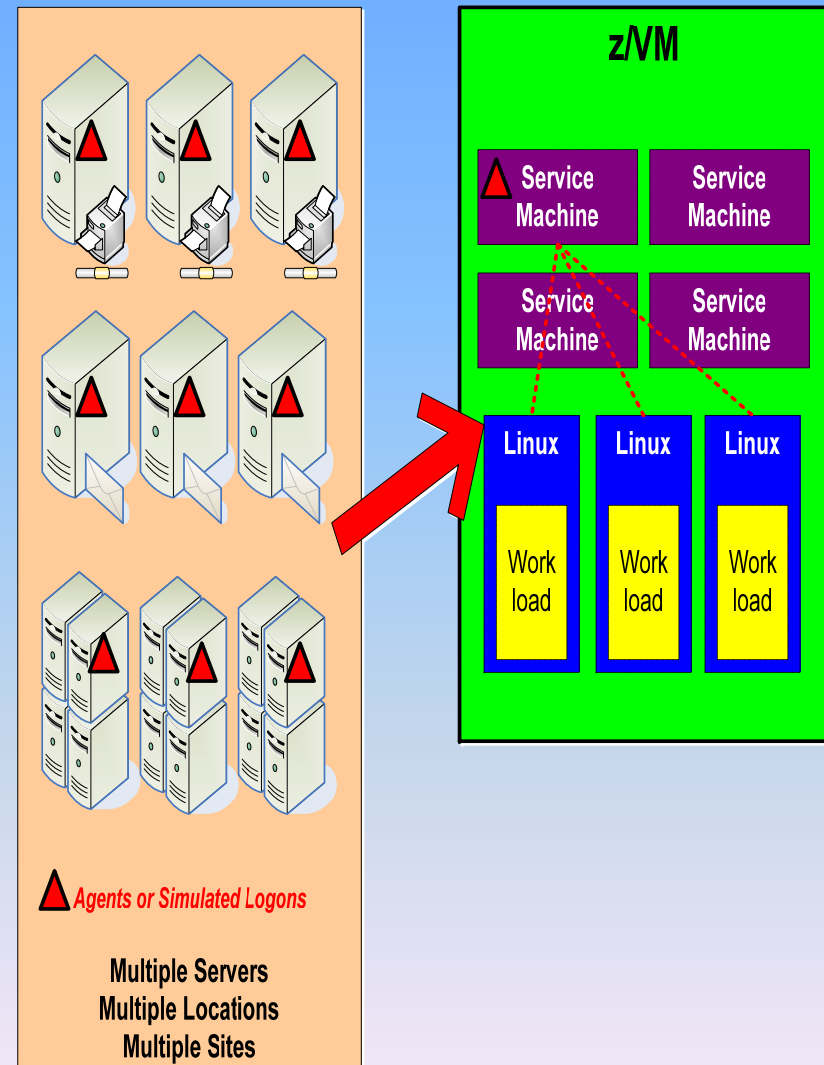 z/VM
Service
Machine
Service
Machine
Service
Machine
Service
Machine
Linux
Linux
Linux
Work
load
Work
load
Work
load
Agents or Simulated Logons
Multiple Servers
Multiple Locations
Multiple Sites